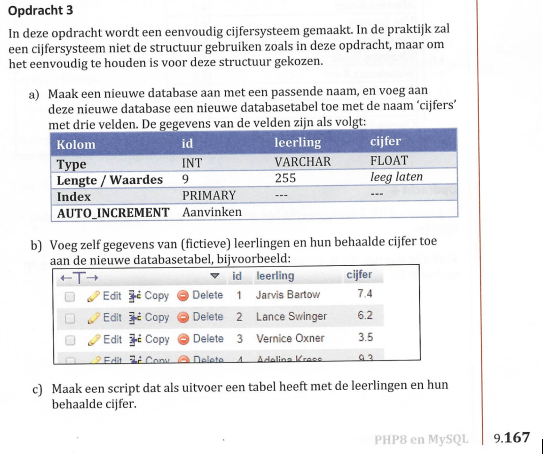 Opdracht 3
In deze opdracht wordt een eenvoudig cijfersysteem gemaakt. In de praktijk zal
een cijfersysteem niet de structuur gebruiken zoals in deze opdracht, maar om
het eenvoudig te houden is voor deze structuur gekozen.
a) Maak een nieuwe database aan met een passende naam, en voeg aan
deze nieuwe database een nieuwe databasetabel toe met de naam ‘cijfers’
met drie velden. De gegevens van de velden zijn als volgt:
Kolom id leerling cijfer
Type INT VARCHAR FLOAT
Lengte / Waardes 9 255 leeg laten
Index PRIMARY --- ---
AUTO_INCREMENT Aanvinken
b) Voeg zelf gegevens van (fictieve) leerlingen en hun behaalde cijfer toe
aan de nieuwe databasetabel, bijvoorbeeld:
←T→ ▼ id leerling cijfer
Edit Copy Delete 1 Jarvis Bartow 7.4
Edit Copy Delete 2 Lance Swinger 6.2
Edit Copy Delete 3 Vernice Oxner 3.5
Edit Copy Delete 4 Adelina Kress 9.3
c) Maak een script dat als uitvoer een tabel heeft met de leerlingen en hun
behaalde cijfer.
PHP8 en MySQL 9.167